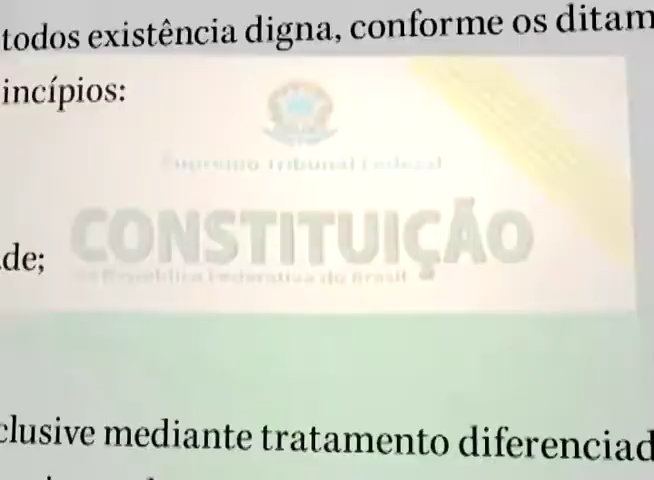 todos existência digna, conforme os ditam
incípios:
Supremo Tribunal Federal
CONSTITUIÇÃO
da República Federativa do Brasil
de;
clusive mediante tratamento diferenciad